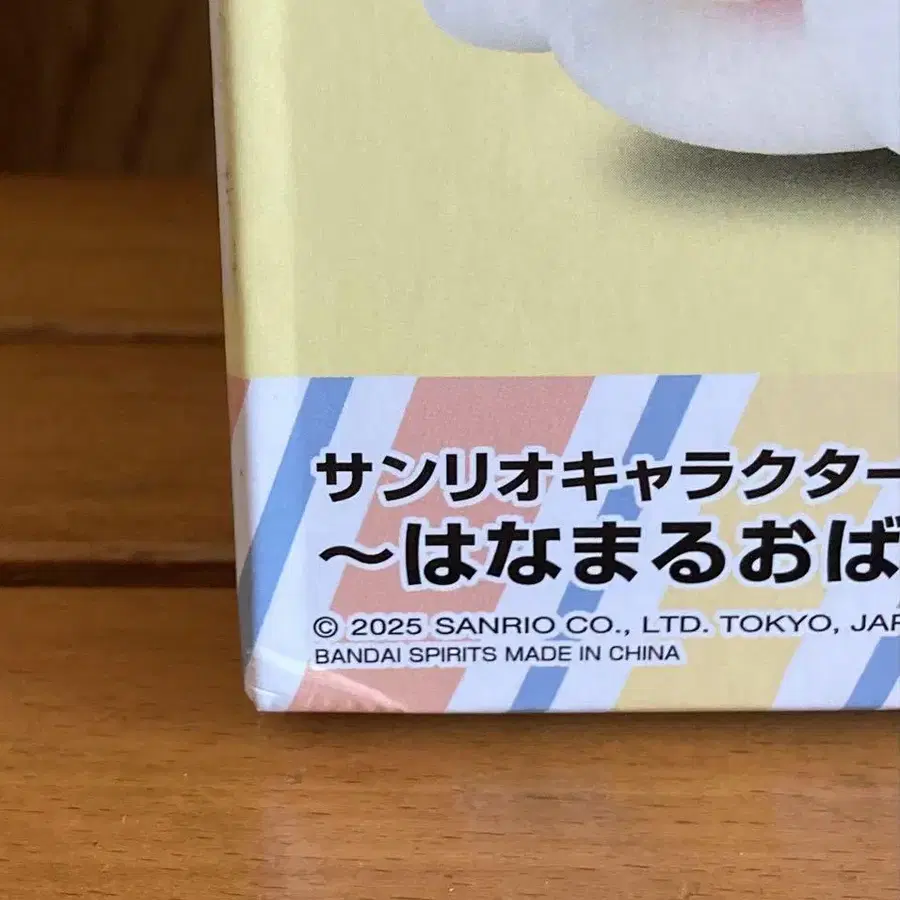 サンリオキャラクター
～はなまるおば
© 2025 SANRIO CO., LTD. TOKYO, JAP
BANDAI SPIRITS MADE IN CHINA